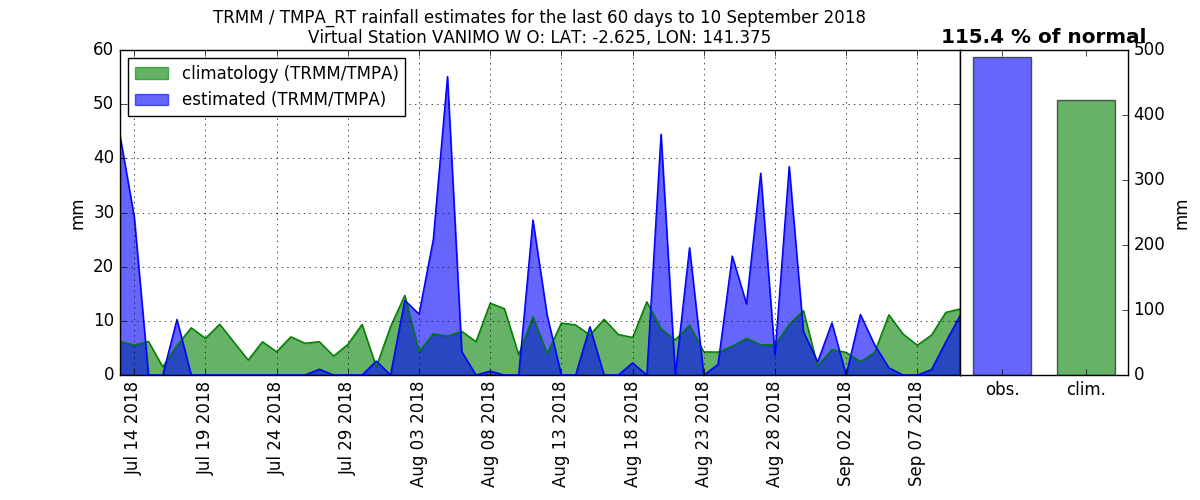 TRMM / TMPA_RT rainfall estimates for the last 60 days to 10 September 2018
Virtual Station VANIMO W O: LAT: -2.625, LON: 141.375
115.4 % of normal
climatology (TRMM/TMPA)
estimated (TRMM/TMPA)
mm
60
50
40
30
20
10
0
Jul 14 2018
Jul 19 2018
Jul 24 2018
Jul 29 2018
Aug 03 2018
Aug 08 2018
Aug 13 2018
Aug 18 2018
Aug 23 2018
Aug 28 2018
Sep 02 2018
Sep 07 2018
obs.
clim.
500
400
300
200
100
0
mm